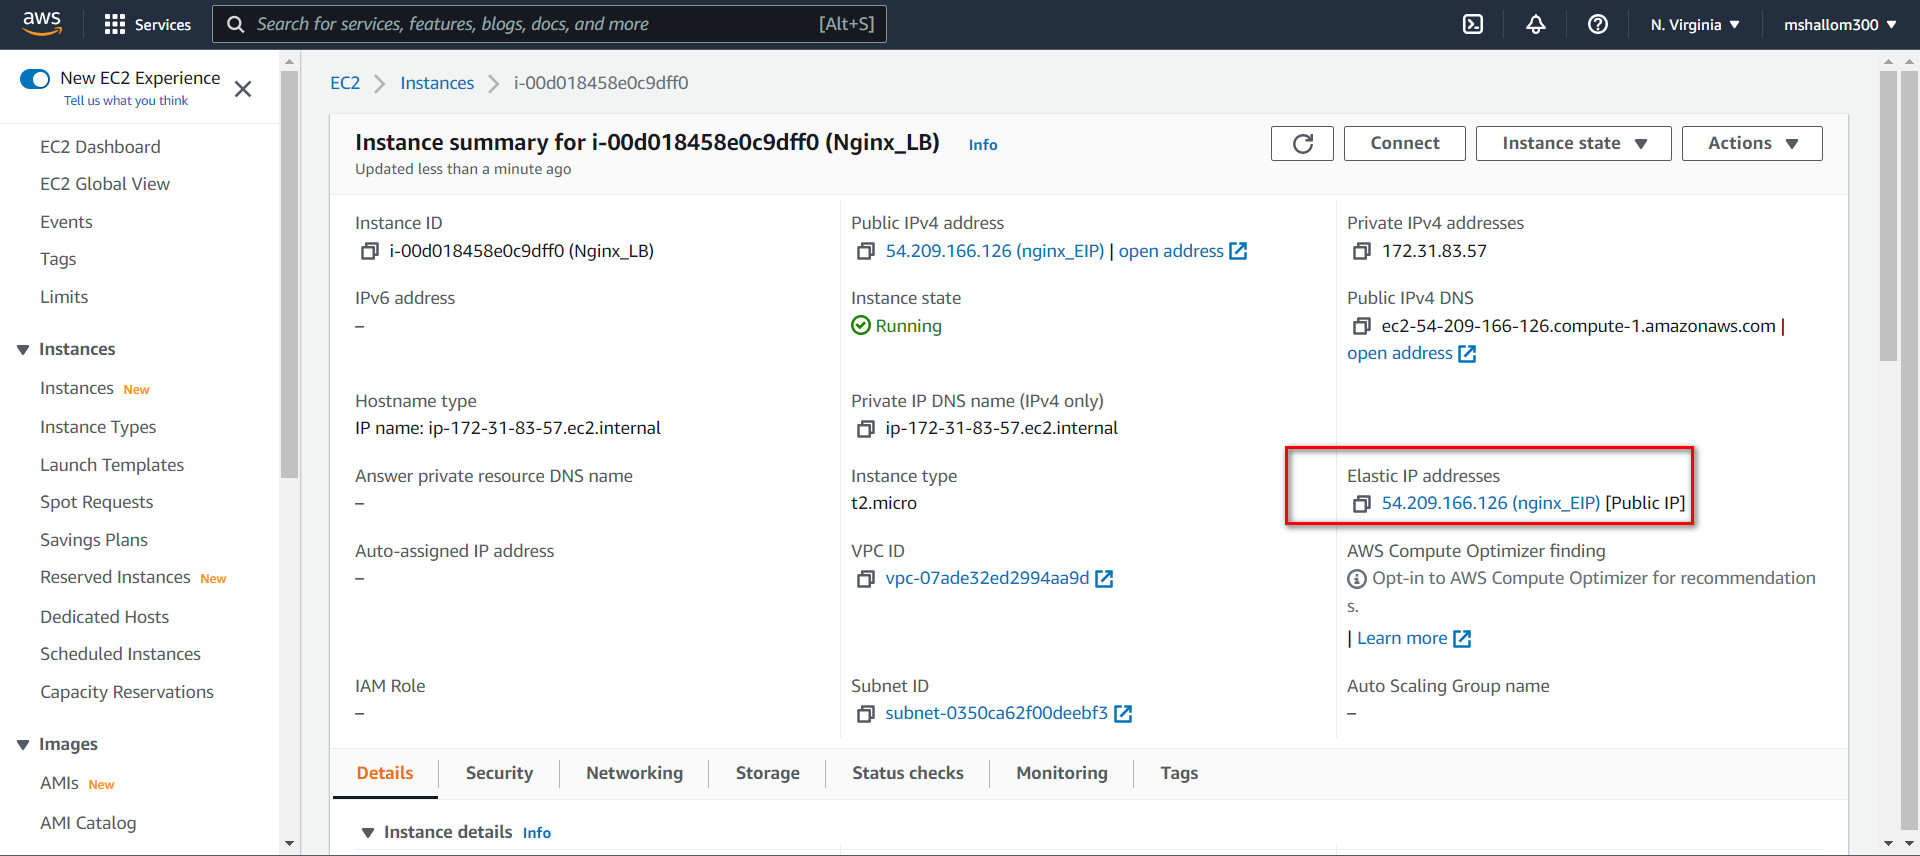 aws
Services
Search for services, features, blogs, docs, and more
[Alt+S]
N. Virginia
mshallom300
New EC2 Experience
Tell us what you think
EC2 Dashboard
EC2 Global View
Events
Tags
Limits
Instances
Instances New
Instance Types
Launch Templates
Spot Requests
Savings Plans
Reserved Instances New
Dedicated Hosts
Scheduled Instances
Capacity Reservations
Images
AMIs New
AMI Catalog
EC2 Instances i-00d018458e0c9dff0
Instance summary for i-00d018458e0c9dff0 (Nginx_LB) Info
Updated less than a minute ago
Connect
Instance state
Actions
Instance ID
i-00d018458e0c9dff0 (Nginx_LB)
Public IPv4 address
54.209.166.126 (nginx_EIP) | open address
Private IPv4 addresses
172.31.83.57
IPv6 address
–
Instance state
Running
Public IPv4 DNS
ec2-54-209-166-126.compute-1.amazonaws.com |
open address
Hostname type
IP name: ip-172-31-83-57.ec2.internal
Private IP DNS name (IPv4 only)
ip-172-31-83-57.ec2.internal
Answer private resource DNS name
–
Instance type
t2.micro
Elastic IP addresses
54.209.166.126 (nginx_EIP) [Public IP]
Auto-assigned IP address
–
VPC ID
vpc-07ade32ed2994aa9d
AWS Compute Optimizer finding
Opt-in to AWS Compute Optimizer for recommendation
s.
| Learn more
IAM Role
–
Subnet ID
subnet-0350ca62f00deebf3
Auto Scaling Group name
–
Details
Security
Networking
Storage
Status checks
Monitoring
Tags
Instance details Info